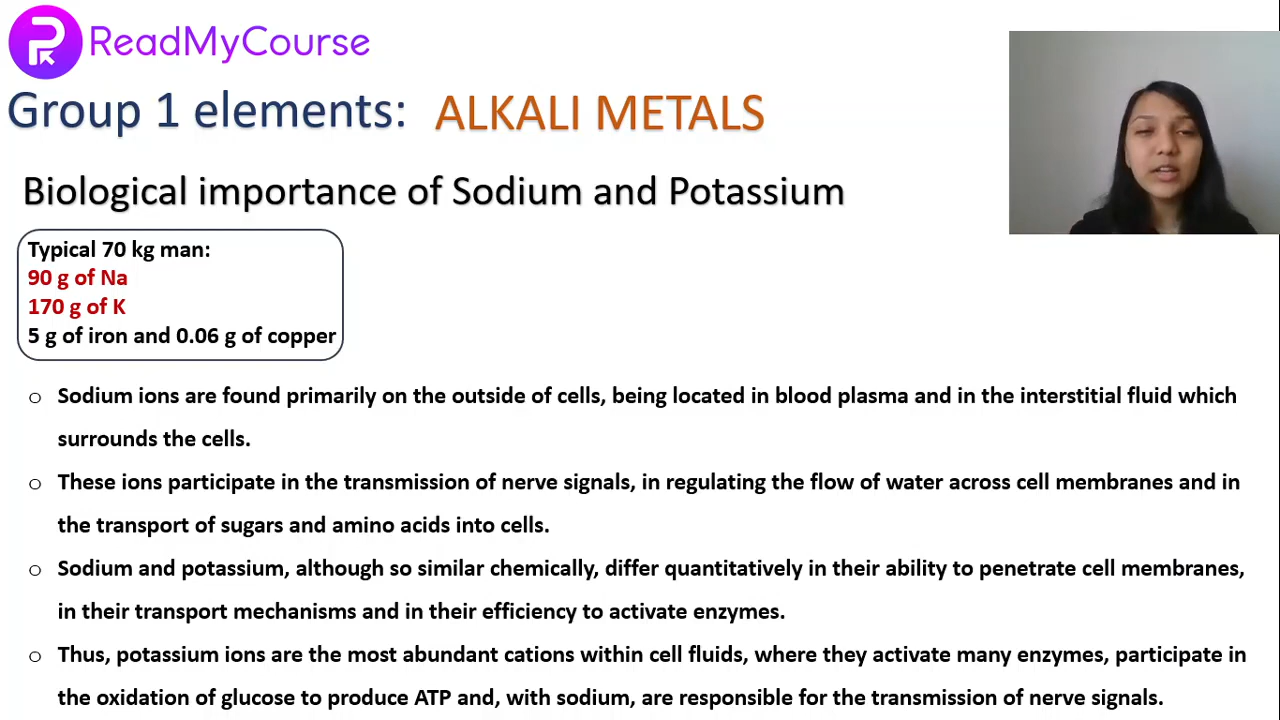 ReadMyCourse
Group 1 elements: ALKALI METALS
Biological importance of Sodium and Potassium
Typical 70 kg man:
90 g of Na
170 g of K
5 g of iron and 0.06 g of copper
o Sodium ions are found primarily on the outside of cells, being located in blood plasma and in the interstitial fluid which
surrounds the cells.
o These ions participate in the transmission of nerve signals, in regulating the flow of water across cell membranes and in
the transport of sugars and amino acids into cells.
o Sodium and potassium, although so similar chemically, differ quantitatively in their ability to penetrate cell membranes,
in their transport mechanisms and in their efficiency to activate enzymes.
o Thus, potassium ions are the most abundant cations within cell fluids, where they activate many enzymes, participate in
the oxidation of glucose to produce ATP and, with sodium, are responsible for the transmission of nerve signals.